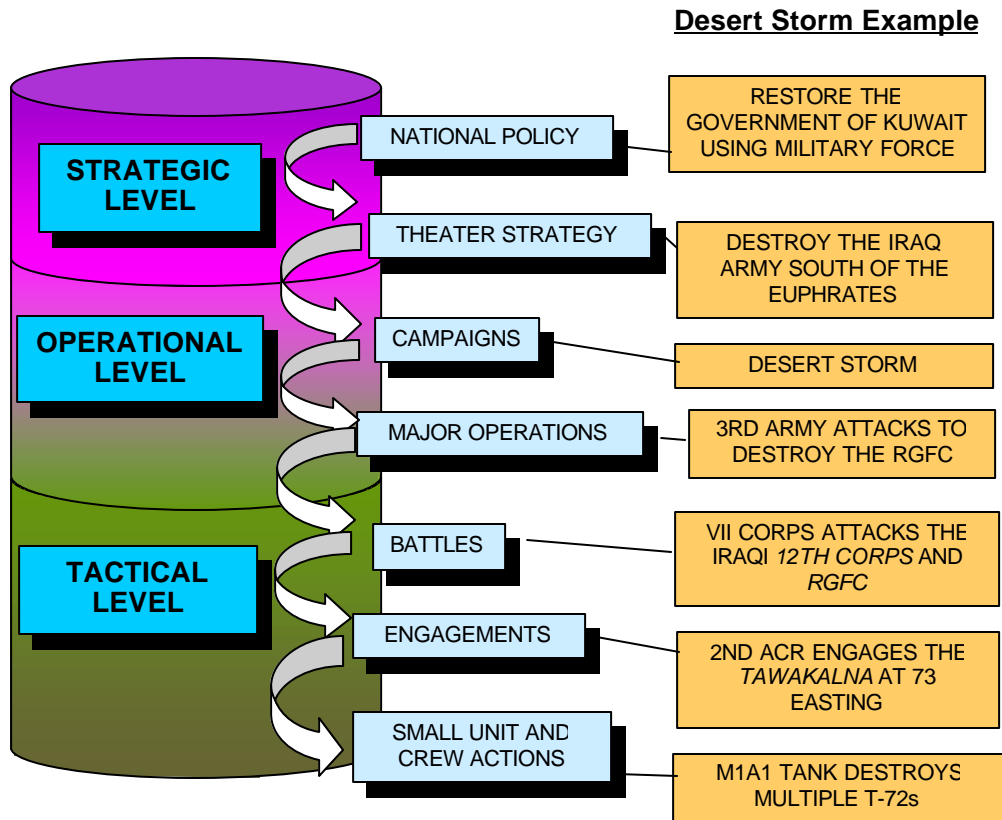 Desert Storm Example
STRATEGIC
LEVEL
NATIONAL POLICY
RESTORE THE
GOVERNMENT OF KUWAIT
USING MILITARY FORCE
THEATER STRATEGY
DESTROY THE IRAQ
ARMY SOUTH OF THE
EUPHRATES
OPERATIONAL
LEVEL
CAMPAIGNS
DESERT STORM
MAJOR OPERATIONS
3RD ARMY ATTACKS TO
DESTROY THE RGFC
TACTICAL
LEVEL
BATTLES
VII CORPS ATTACKS THE
IRAQI 12TH CORPS AND
RGFC
ENGAGEMENTS
2ND ACR ENGAGES THE
TAWAKALNA AT 73
EASTING
SMALL UNIT AND
CREW ACTIONS
M1A1 TANK DESTROYS
MULTIPLE T-72s